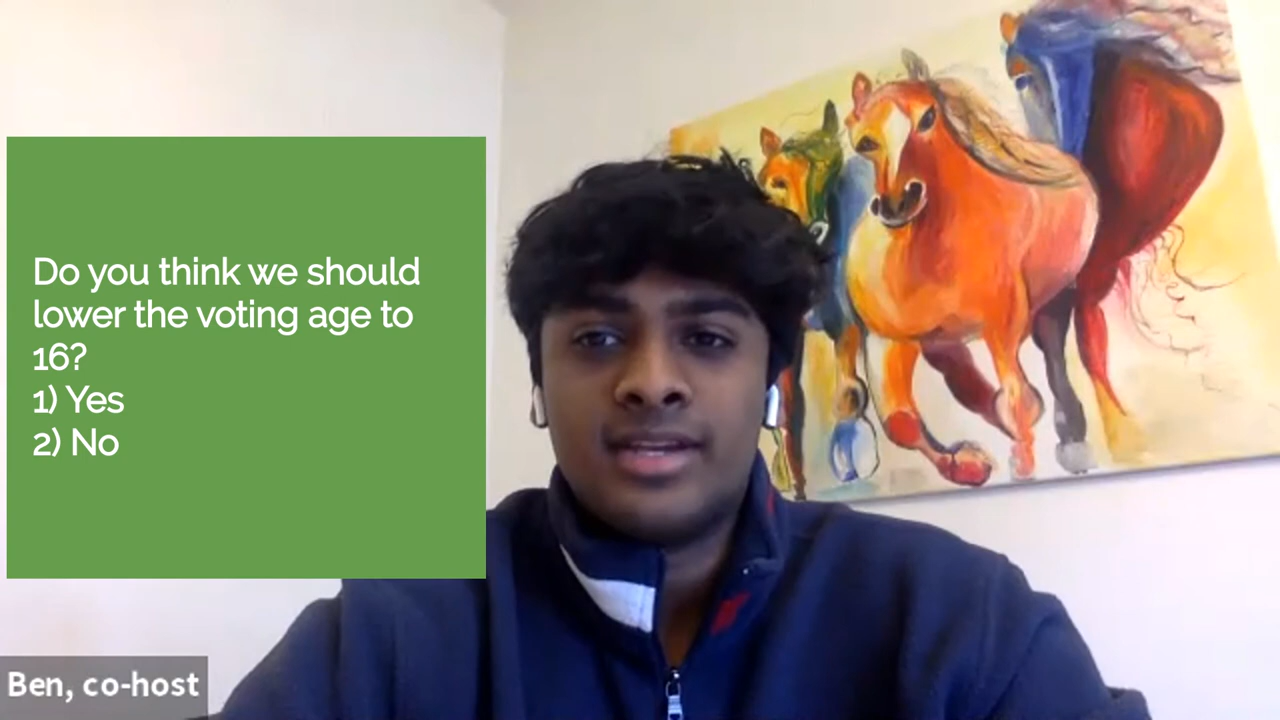 Do you think we should
lower the voting age to
16?
1) Yes
2) No
Ben, co-host